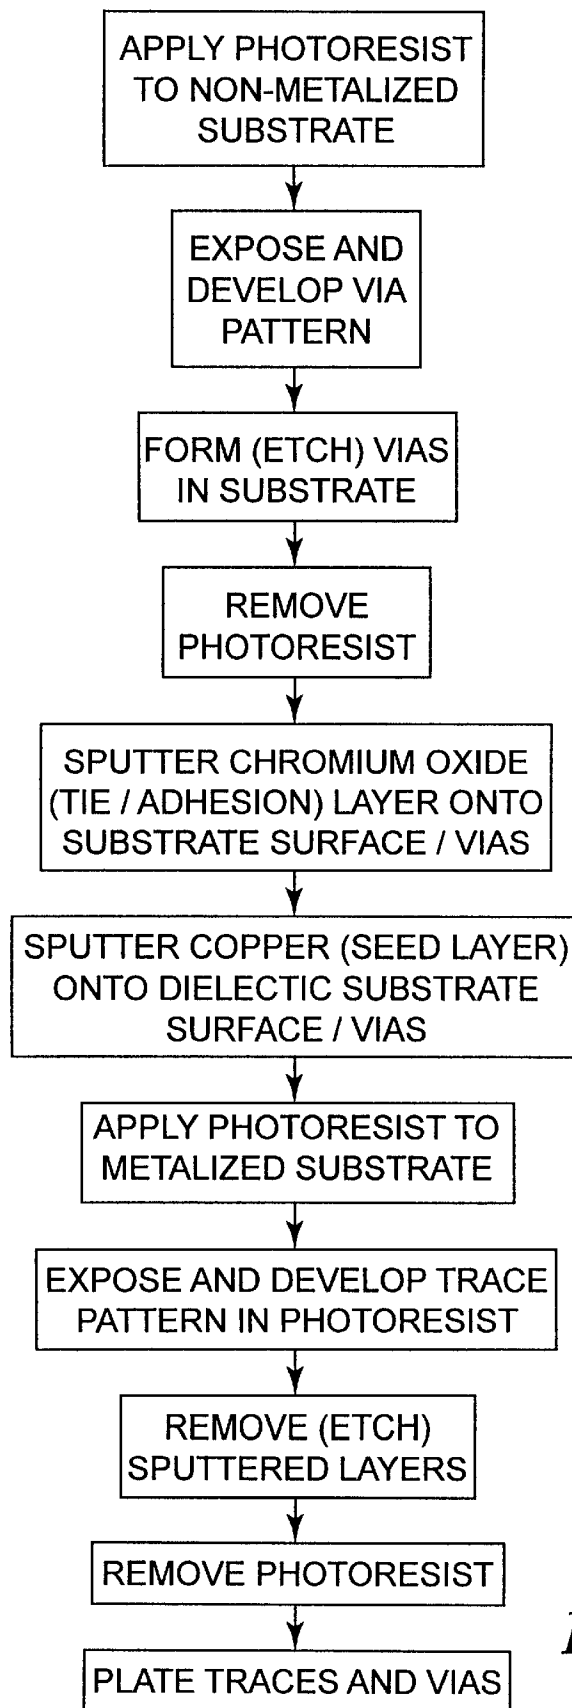 APPLY PHOTORESIST
TO NON-METALIZED
SUBSTRATE
EXPOSE AND
DEVELOP VIA
PATTERN
FORM (ETCH) VIAS
IN SUBSTRATE
REMOVE
PHOTORESIST
SPUTTER CHROMIUM OXIDE
(TIE / ADHESION) LAYER ONTO
SUBSTRATE SURFACE / VIAS
SPUTTER COPPER (SEED LAYER)
ONTO DIELECTIC SUBSTRATE
SURFACE / VIAS
APPLY PHOTORESIST TO
METALIZED SUBSTRATE
EXPOSE AND DEVELOP TRACE
PATTERN IN PHOTORESIST
REMOVE (ETCH)
SPUTTERED LAYERS
REMOVE PHOTORESIST
PLATE TRACES AND VIAS